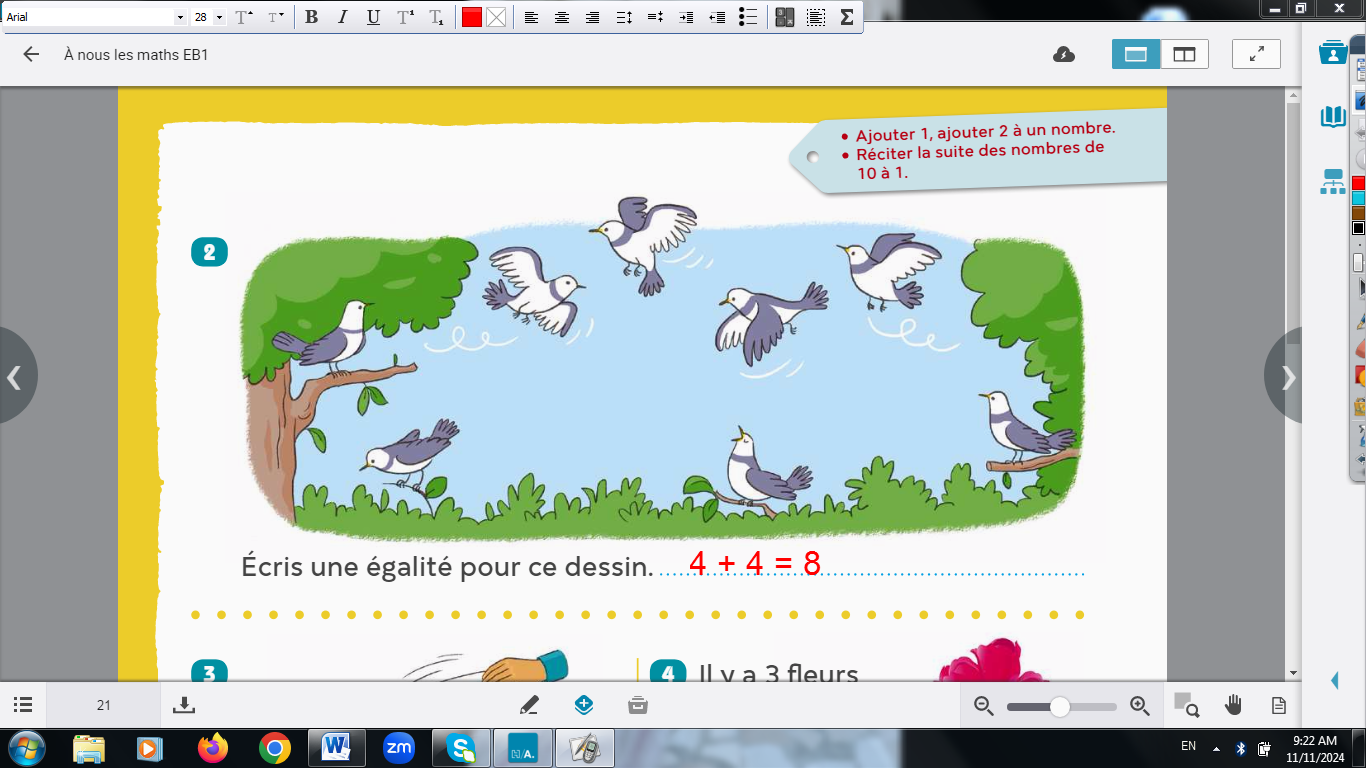 Arial 28 B I U T T
À nous les maths EB1
• Ajouter 1, ajouter 2 à un nombre.
• Réciter la suite des nombres de
10 à 1.
2
Écris une égalité pour ce dessin. 4 + 4 = 8
3
4 Il y a 3 fleurs
21
zm
EN
9:22 AM
11/11/2024